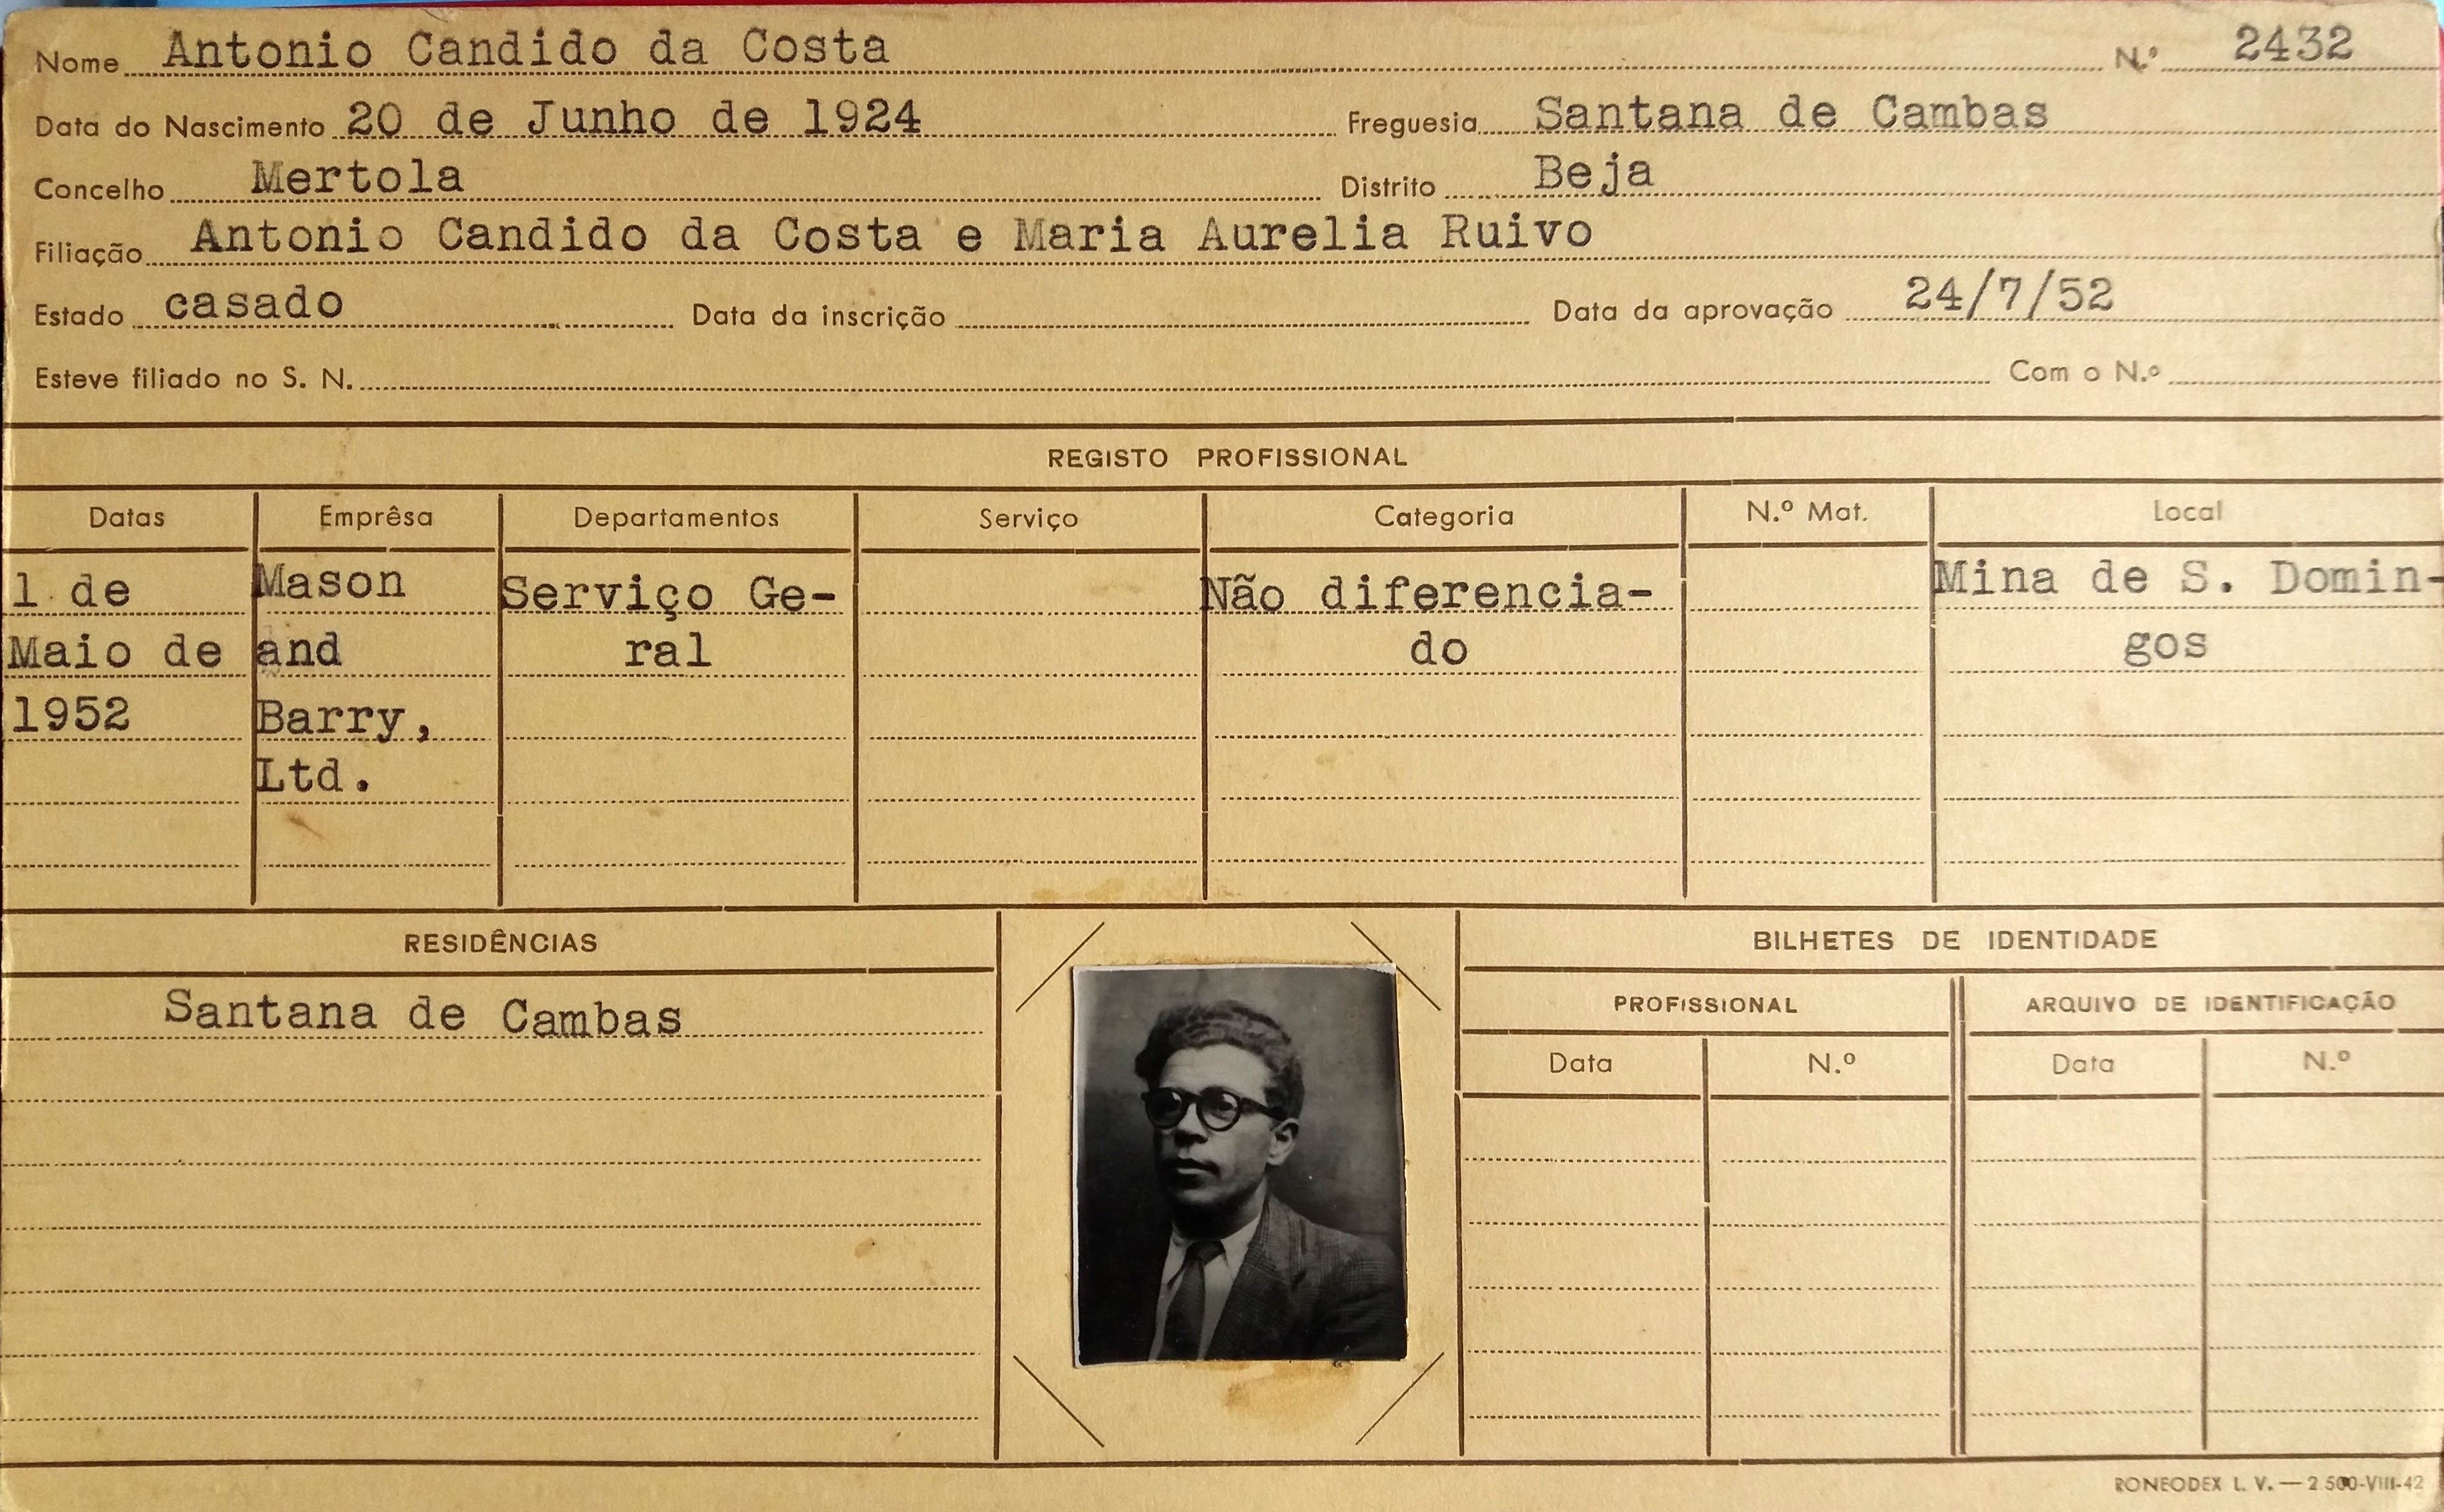 Nome Antonio Candido da Costa N.º 2432
Data do Nascimento 20 de Junho de 1924 Freguesia Santana de Cambas
Concelho Mertola Distrito Beja
Filiação Antonio Candido da Costa e Maria Aurelia Ruivo
Estado casado Data da inscrição Data da aprovação 24/7/52
Esteve filiado no S. N. Com o N.º
REGISTO PROFISSIONAL
Datas Emprêsa Departamentos Serviço Categoria N.º Mat. Local
1 de Mason Serviço Ge- Não diferencia- Mina de S. Domin-
Maio de and ral do gos
1952 Barry,
Ltd.
RESIDÊNCIAS BILHETES DE IDENTIDADE
Santana de Cambas PROFISSIONAL ARQUIVO DE IDENTIFICAÇÃO
Data N.º Data N.º
RONEODEX L. V. — 2 500-VIII-42